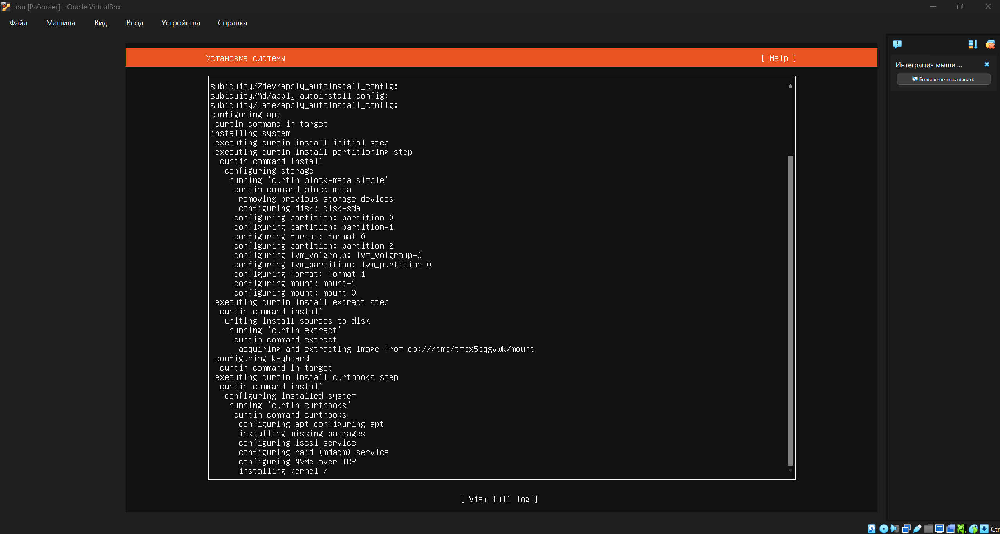 ubu [Работает] - Oracle VirtualBox
Файл Машина Вид Ввод Устройства Справка
Установка системы [ Help ]
Интеграция мыши ...
Больше не показывать
subiquity/Zdev/apply_autoinstall_config:
subiquity/Ad/apply_autoinstall_config:
subiquity/Late/apply_autoinstall_config:
configuring apt
curtin command in-target
installing system
executing curtin install initial step
executing curtin install partitioning step
curtin command install
configuring storage
running 'curtin block-meta simple'
curtin command block-meta
removing previous storage devices
configuring disk: disk-sda
configuring partition: partition-0
configuring partition: partition-1
configuring format: format-0
configuring partition: partition-2
configuring lvm_volgroup: lvm_volgroup-0
configuring lvm_partition: lvm_partition-0
configuring format: format-1
configuring mount: mount-1
configuring mount: mount-0
executing curtin install extract step
curtin command install
writing install sources to disk
running 'curtin extract'
curtin command extract
acquiring and extracting image from cp:///tmp/tmpx5bqgvwk/mount
configuring keyboard
curtin command in-target
executing curtin install curthooks step
curtin command install
configuring installed system
running 'curtin curthooks'
curtin command curthooks
configuring apt configuring apt
installing missing packages
configuring iscsi service
configuring raid (mdadm) service
configuring NVMe over TCP
installing kernel /
[ View full log ]
Ctr